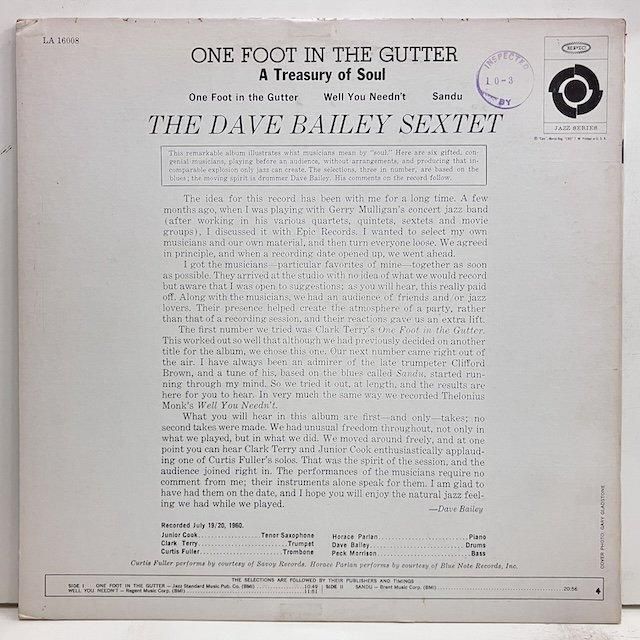 LA 16008
ONE FOOT IN THE GUTTER
A Treasury of Soul
INSPECTED
10-3
BY
EPIC
JAZZ SERIES
One Foot in the Gutter Well You Needn't Sandu
THE DAVE BAILEY SEXTET
This remarkable album illustrates what musicians mean by "soul." Here are six gifted, con-
genial musicians, playing before an audience, without arrangements, and producing that in-
comparable explosion only jazz can create. The selections, three in number, are based on the
blues; the moving spirit is drummer Dave Bailey. His comments on the record follow.
The idea for this record has been with me for a long time. A few
months ago, when I was playing with Gerry Mulligan's concert jazz band
(after working in his various quartets, quintets, sextets and movie
groups), I discussed it with Epic Records. I wanted to select my own
musicians and our own material, and then turn everyone loose. We agreed
in principle, and when a recording date opened up, we went ahead.
I got the musicians—particular favorites of mine—together as soon
as possible. They arrived at the studio with no idea of what we would record
but aware that I was open to suggestions; as you will hear, this really paid
off. Along with the musicians, we had an audience of friends and/or jazz
lovers. Their presence helped create the atmosphere of a party, rather
than that of a recording session, and their reactions gave us an extra lift.
The first number we tried was Clark Terry's One Foot in the Gutter.
This worked out so well that although we had previously decided on another
title for the album, we chose this one. Our next number came right out of
the air. I have always been an admirer of the late trumpeter Clifford
Brown, and a tune of his, based on the blues called Sandu, started run-
ning through my mind. So we tried it out, at length, and the results are
here for you to hear. In very much the same way we recorded Thelonius
Monk's Well You Needn't.
What you will hear in this album are first—and only—takes; no
second takes were made. We had unusual freedom throughout, not only in
what we played, but in what we did. We moved around freely, and at one
point you can hear Clark Terry and Junior Cook enthusiastically applaud-
ing one of Curtis Fuller's solos. That was the spirit of the session, and the
audience joined right in. The performances of the musicians require no
comment from me; their instruments alone speak for them. I am glad to
have had them on the date, and I hope you will enjoy the natural jazz feel-
ing we had while we played.
—Dave Bailey
Recorded July 19/20, 1960.
Junior Cook Tenor Saxophone Horace Parlan Piano
Clark Terry Trumpet Dave Bailey Drums
Curtis Fuller Trombone Peck Morrison Bass
Curtis Fuller performs by courtesy of Savoy Records. Horace Parlan performs by courtesy of Blue Note Records, Inc.
COVER PHOTO: GARY GLADSTONE
THE SELECTIONS ARE FOLLOWED BY THEIR PUBLISHERS AND TIMINGS
SIDE I ONE FOOT IN THE GUTTER — Jazz Standard Music Pub. Co. (BMI) 10:49 SIDE II SANDU — Brent Music Corp. (BMI) 20:56
WELL YOU NEEDN'T — Regent Music Corp. (BMI) 11:51
4